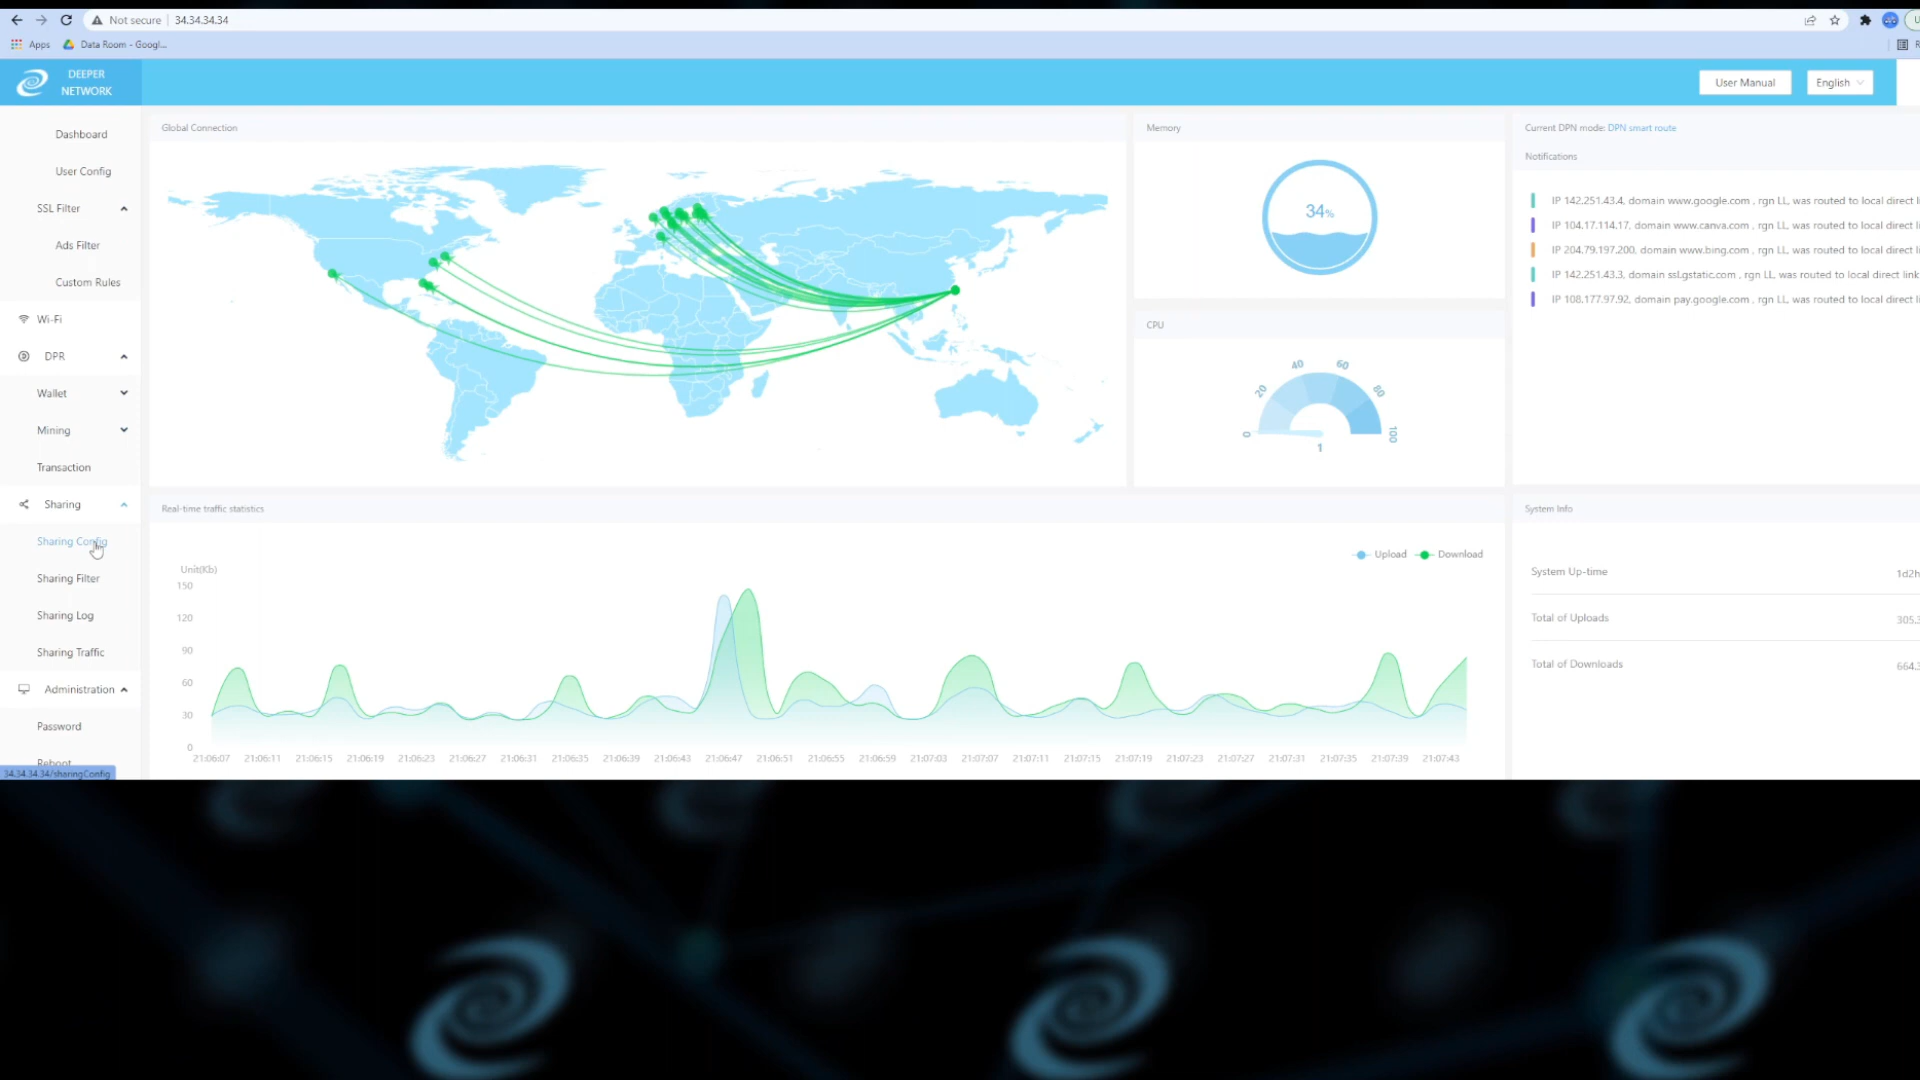 Not secure
34.34.34.34
Apps
Data Room - Googl...
DEEPER
NETWORK
User Manual
English
Dashboard
User Config
SSL Filter
Ads Filter
Custom Rules
Wi-Fi
DPR
Wallet
Mining
Transaction
Sharing
Sharing Config
Sharing Filter
Sharing Log
Sharing Traffic
Administration
Password
Reboot
34.34.34.34/sharingConfig
Global Connection
Memory
34%
CPU
0
20
40
60
80
100
1
Current DPN mode: DPN smart route
Notifications
IP 142.251.43.4, domain www.google.com , rgn LL, was routed to local direct li
IP 104.17.114.17, domain www.canva.com , rgn LL, was routed to local direct li
IP 204.79.197.200, domain www.bing.com , rgn LL, was routed to local direct li
IP 142.251.43.3, domain ssl.gstatic.com , rgn LL, was routed to local direct link
IP 108.177.97.92, domain pay.google.com , rgn LL, was routed to local direct li
Real-time traffic statistics
Upload
Download
Unit(Kb)
150
120
90
60
30
0
21:06:07 21:06:11 21:06:15 21:06:19 21:06:23 21:06:27 21:06:31 21:06:35 21:06:39 21:06:43 21:06:47 21:06:51 21:06:55 21:06:59 21:07:03 21:07:07 21:07:11 21:07:15 21:07:19 21:07:23 21:07:27 21:07:31 21:07:35 21:07:39 21:07:43
System Info
System Up-time
1d2h
Total of Uploads
305.3
Total of Downloads
664.3